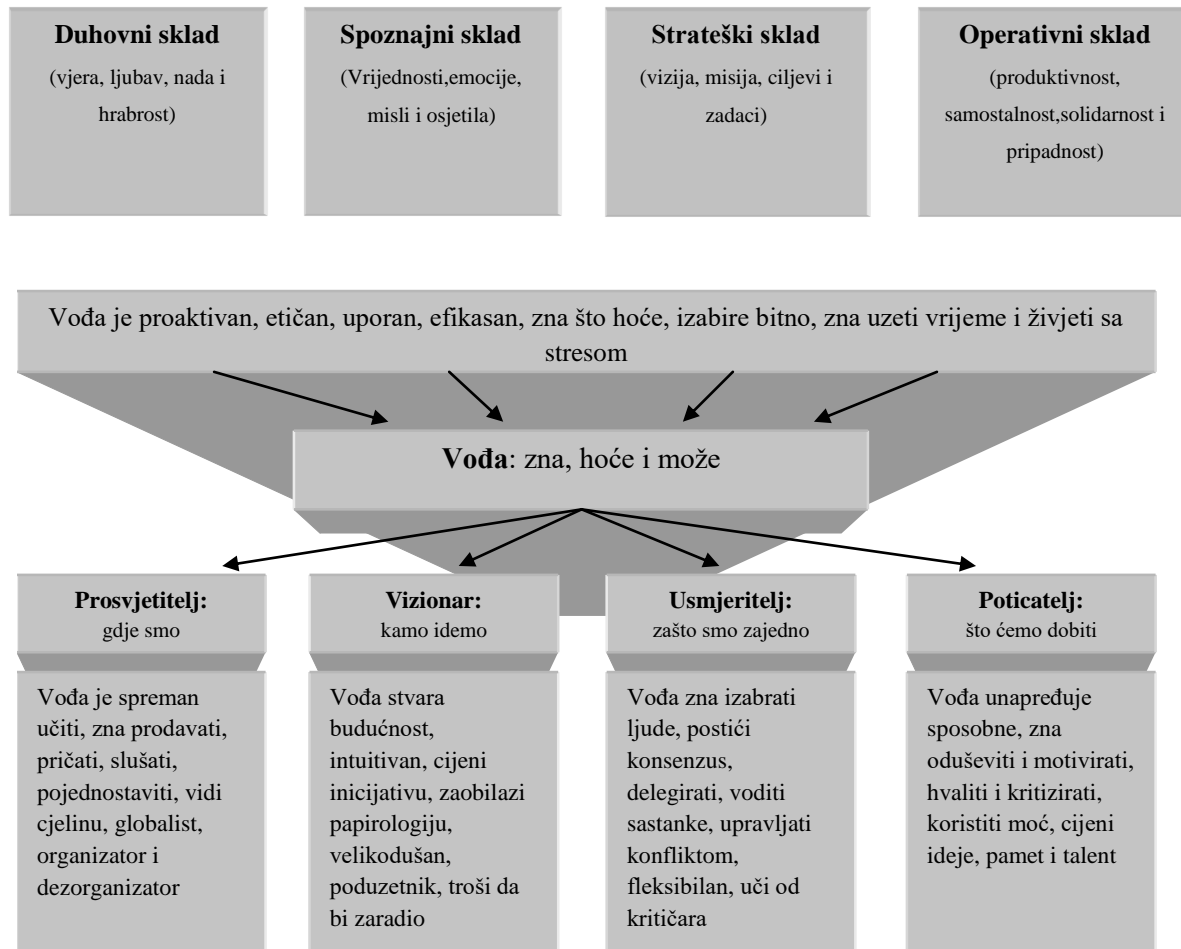 Duhovni sklad
(vjera, ljubav, nada i
hrabrost)
Spoznajni sklad
(Vrijednosti,emocije,
misli i osjetila)
Strateški sklad
(vizija, misija, ciljevi i
zadaci)
Operativni sklad
(produktivnost,
samostalnost,solidarnost i
pripadnost)
Vođa je proaktivan, etičan, uporan, efikasan, zna što hoće, izabire bitno, zna uzeti vrijeme i živjeti sa
stresom
Vođa: zna, hoće i može
Prosvjetitelj:
gdje smo
Vizionar:
kamo idemo
Usmjeritelj:
zašto smo zajedno
Poticatelj:
što ćemo dobiti
Vođa je spreman
učiti, zna prodavati,
pričati, slušati,
pojednostaviti, vidi
cjelinu, globalist,
organizator i
dezorganizator
Vođa stvara
budućnost,
intuitivan, cijeni
inicijativu, zaobilazi
papirologiju,
velikodušan,
poduzetnik, troši da
bi zaradio
Vođa zna izabrati
ljude, postići
konsenzus,
delegirati, voditi
sastanke, upravljati
konfliktom,
fleksibilan, uči od
kritičara
Vođa unapređuje
sposobne, zna
oduševiti i motivirati,
hvaliti i kritizirati,
koristiti moć, cijeni
ideje, pamet i talent